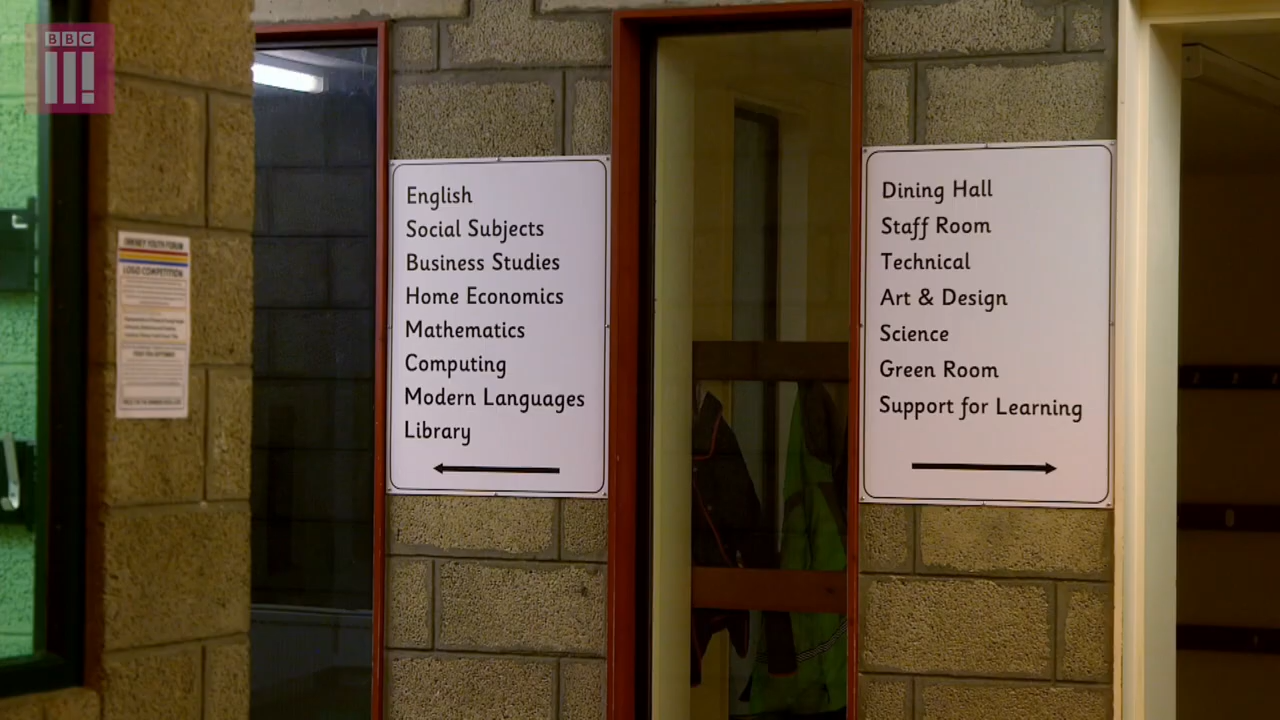 BBC
ORKNEY YOUTH FORUM
LOGO COMPETITION
English
Social Subjects
Business Studies
Home Economics
Mathematics
Computing
Modern Languages
Library
Dining Hall
Staff Room
Technical
Art & Design
Science
Green Room
Support for Learning